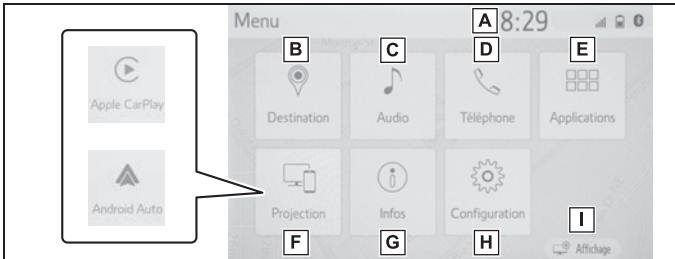 Menu A 8:29
B C D E
Apple CarPlay
Destination Audio Téléphone Applications
Android Auto
Projection Infos Configuration
F G H I
Affichage